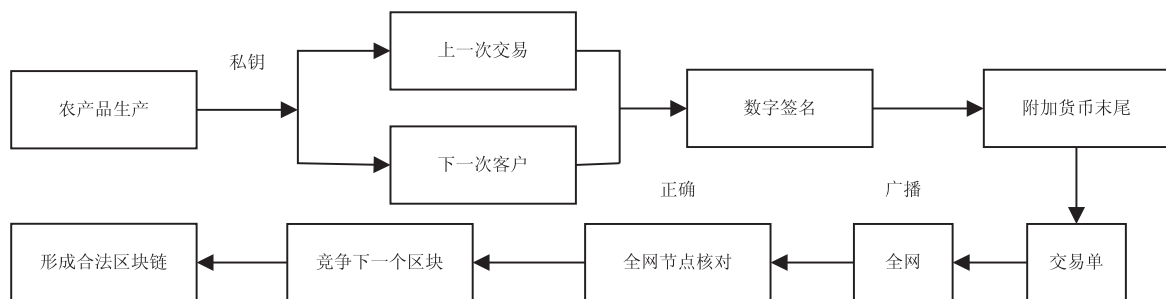 私钥
上一次交易
农产品生产
数字签名
附加货币末尾
下一次客户
正确
广播
形成合法区块链
竞争下一个区块
全网节点核对
全网
交易单